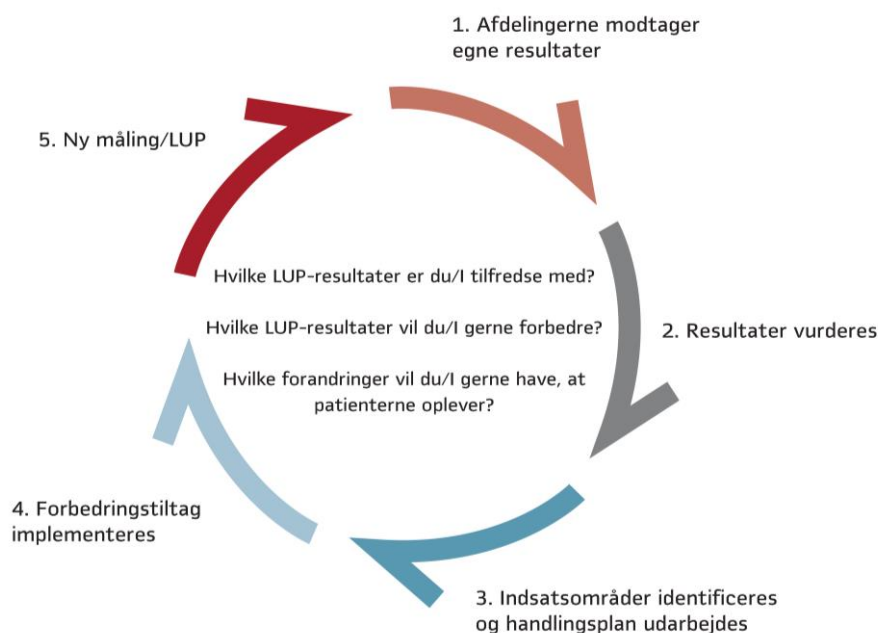 1. Afdelingerne modtager
egne resultater
2. Resultater vurderes
3. Indsatsområder identificeres
og handlingsplan udarbejdes
4. Forbedringstiltag
implementeres
5. Ny måling/LUP
Hvilke LUP-resultater er du/I tilfredse med?
Hvilke LUP-resultater vil du/I gerne forbedre?
Hvilke forandringer vil du/I gerne have, at
patienterne oplever?